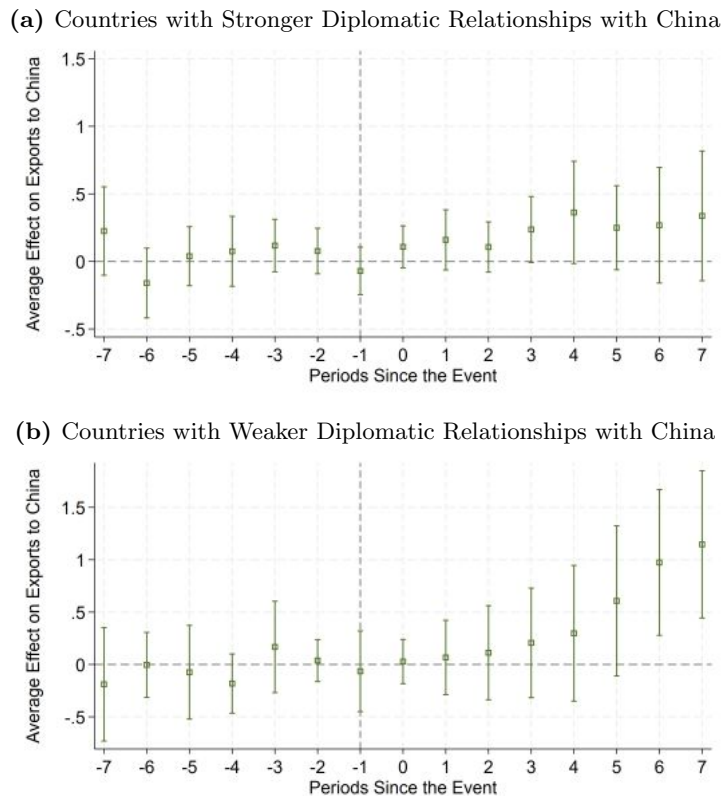 (a) Countries with Stronger Diplomatic Relationships with China
Average Effect on Exports to China
1.5
1
.5
0
-.5
-7 -6 -5 -4 -3 -2 -1 0 1 2 3 4 5 6 7
Periods Since the Event
(b) Countries with Weaker Diplomatic Relationships with China
Average Effect on Exports to China
1.5
1
.5
0
-.5
-7 -6 -5 -4 -3 -2 -1 0 1 2 3 4 5 6 7
Periods Since the Event